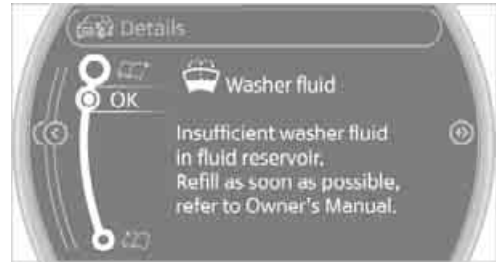 Details
Washer fluid
OK
Insufficient washer fluid
in fluid reservoir.
Refill as soon as possible,
refer to Owner's Manual.